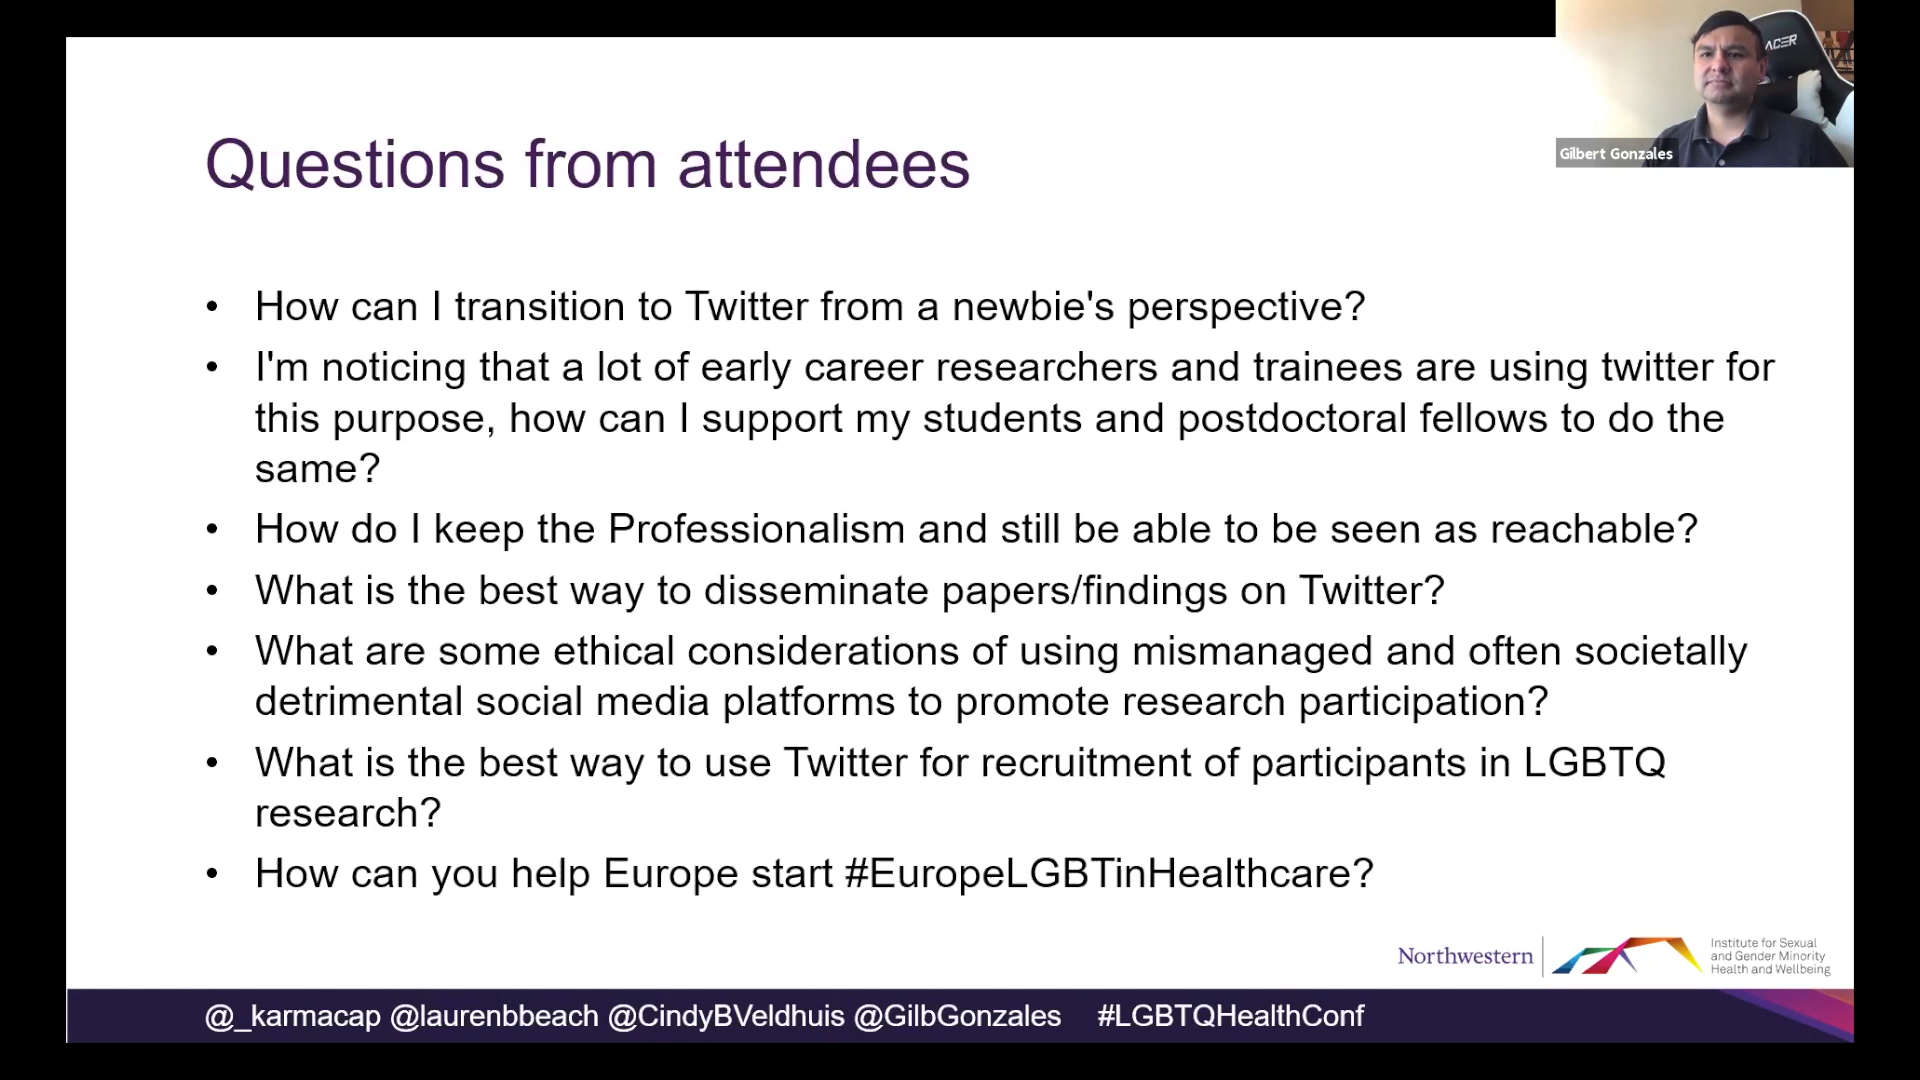 ACER
Gilbert Gonzales
Questions from attendees
• How can I transition to Twitter from a newbie's perspective?
• I'm noticing that a lot of early career researchers and trainees are using twitter for
this purpose, how can I support my students and postdoctoral fellows to do the
same?
• How do I keep the Professionalism and still be able to be seen as reachable?
• What is the best way to disseminate papers/findings on Twitter?
• What are some ethical considerations of using mismanaged and often societally
detrimental social media platforms to promote research participation?
• What is the best way to use Twitter for recruitment of participants in LGBTQ
research?
• How can you help Europe start #EuropeLGBTinHealthcare?
Northwestern
Institute for Sexual
and Gender Minority
Health and Wellbeing
@_karmacap @laurenbbeach @CindyBVeldhuis @GilbGonzales #LGBTQHealthConf